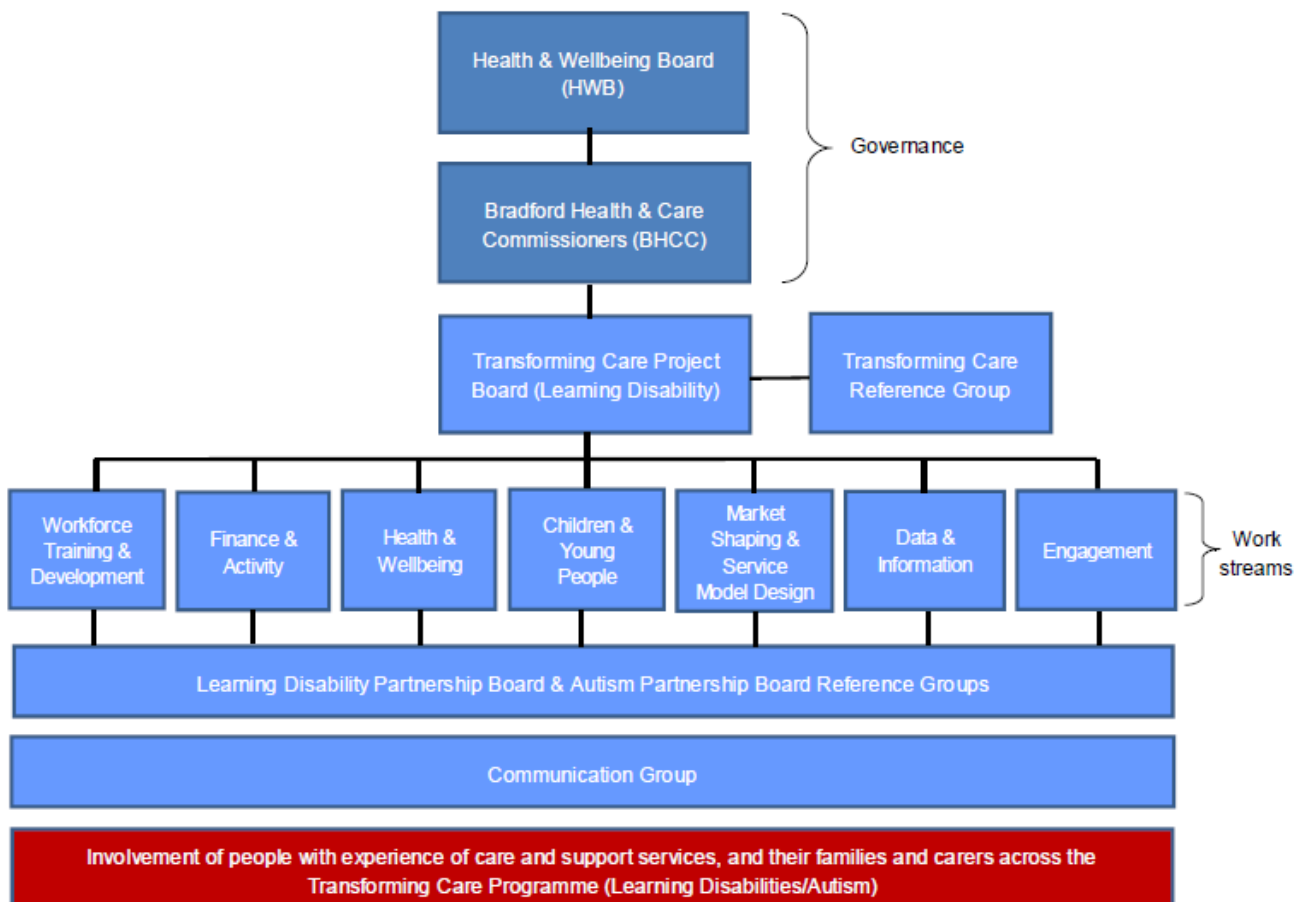 Health & Wellbeing Board
(HWB)
Governance
Bradford Health & Care
Commissioners (BHCC)
Transforming Care Project
Board (Learning Disability)
Transforming Care
Reference Group
Workforce
Training &
Development
Finance &
Activity
Health &
Wellbeing
Children &
Young
People
Market
Shaping &
Service
Model Design
Data &
Information
Engagement
Work
streams
Learning Disability Partnership Board & Autism Partnership Board Reference Groups
Communication Group
Involvement of people with experience of care and support services, and their families and carers across the
Transforming Care Programme (Learning Disabilities/Autism)